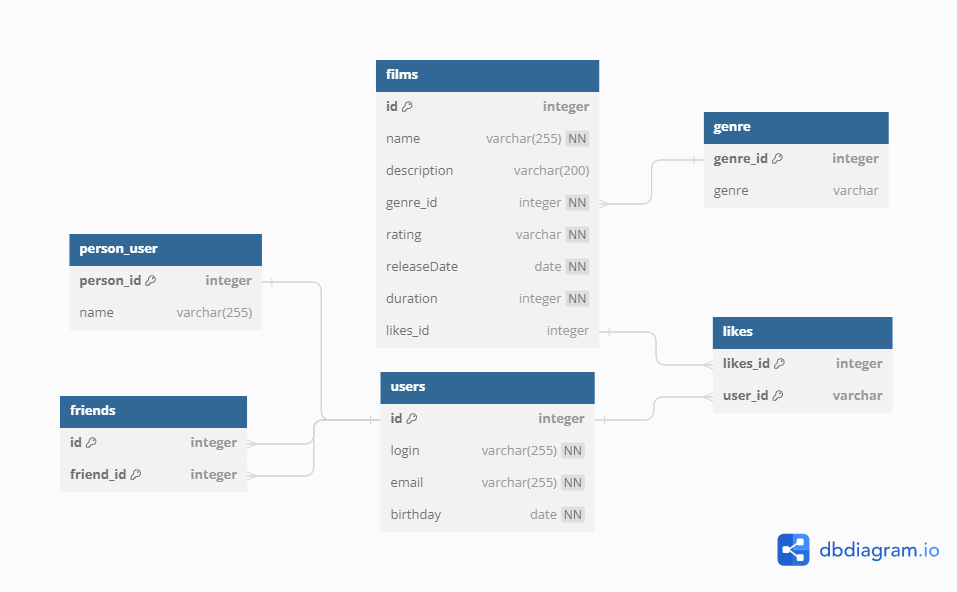 films
id integer
name varchar(255) NN
description varchar(200)
genre_id integer NN
rating varchar NN
releaseDate date NN
duration integer NN
likes_id integer
genre
genre_id integer
genre varchar
person_user
person_id integer
name varchar(255)
likes
likes_id integer
user_id varchar
users
id integer
login varchar(255) NN
email varchar(255) NN
birthday date NN
friends
id integer
friend_id integer
dbdiagram.io